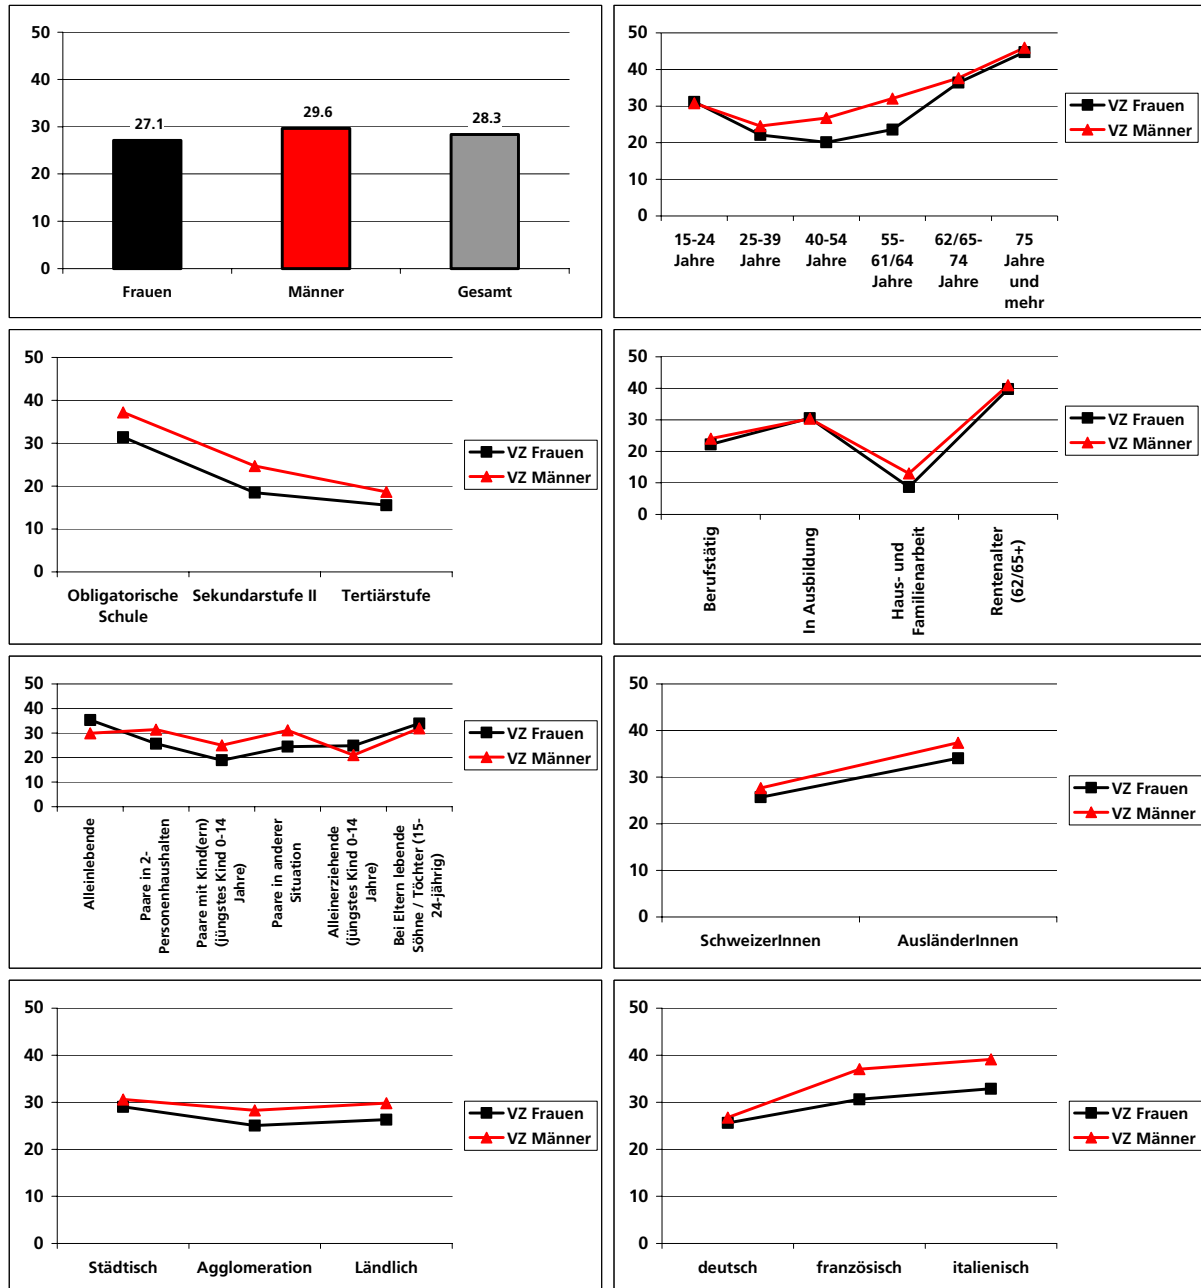 50
40
30
20
10
0
27.1
29.6
28.3
Frauen
Männer
Gesamt
50
40
30
20
10
0
15-24
Jahre
25-39
Jahre
40-54
Jahre
55-
61/64
Jahre
62/65-
74
Jahre
75
Jahre
und
mehr
VZ Frauen
VZ Männer
50
40
30
20
10
0
Obligatorische
Schule
Sekundarstufe II
Tertiärstufe
VZ Frauen
VZ Männer
50
40
30
20
10
0
Berufstätig
In Ausbildung
Haus- und
Familienarbeit
Rentenalter
(62/65+)
VZ Frauen
VZ Männer
50
40
30
20
10
0
Alleinlebende
Paare in 2-
Personenhaushalten
Paare mit Kind(ern)
(jüngstes Kind 0-14
Jahre)
Paare in anderer
Situation
Alleinerziehende
(jüngstes Kind 0-14
Jahre)
Bei Eltern lebende
Söhne / Töchter (15-
24-jährig)
VZ Frauen
VZ Männer
50
40
30
20
10
0
SchweizerInnen
AusländerInnen
VZ Frauen
VZ Männer
50
40
30
20
10
0
Städtisch
Agglomeration
Ländlich
VZ Frauen
VZ Männer
50
40
30
20
10
0
deutsch
französisch
italienisch
VZ Frauen
VZ Männer